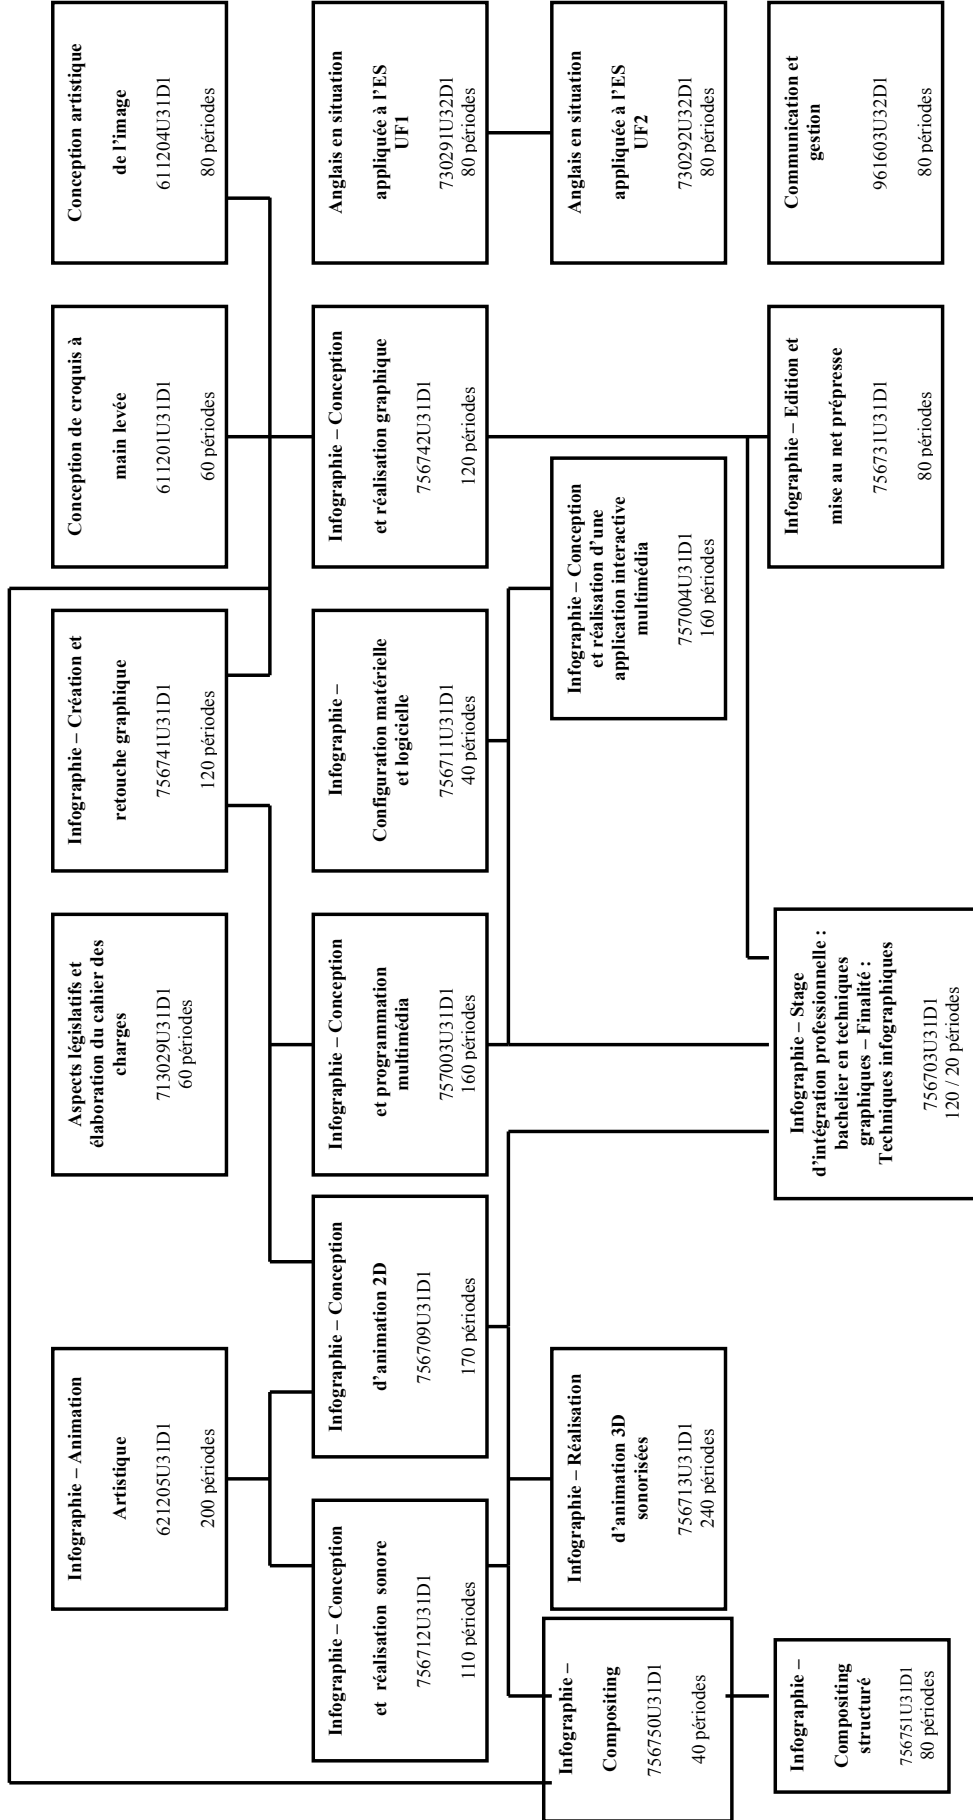 Infographie – Animation
Artistique
621205U31D1
200 périodes
Aspects législatifs et
élaboration du cahier des
charges
713029U31D1
60 périodes
Infographie – Création et
retouche graphique
756741U31D1
120 périodes
Conception de croquis à
main levée
611201U31D1
60 périodes
Conception artistique
de l’image
611204U31D1
80 périodes
Infographie – Conception
et réalisation sonore
756712U31D1
110 périodes
Infographie – Conception
d’animation 2D
756709U31D1
170 périodes
Infographie – Conception
et programmation
multimédia
757003U31D1
160 périodes
Infographie –
Configuration matérielle
et logicielle
756711U31D1
40 périodes
Infographie – Conception
et réalisation graphique
756742U31D1
120 périodes
Anglais en situation
appliquée à l’ES
UF1
730291U32D1
80 périodes
Infographie –
Compositing
756750U31D1
40 périodes
Infographie – Réalisation
d’animation 3D
sonorisées
756713U31D1
240 périodes
Infographie – Conception
et réalisation d’une
application interactive
multimédia
757004U31D1
160 périodes
Anglais en situation
appliquée à l’ES
UF2
730292U32D1
80 périodes
Infographie –
Compositing
structuré
756751U31D1
80 périodes
Infographie – Stage
d’intégration professionnelle :
bachelier en techniques
graphiques – Finalité :
Techniques infographiques
756703U31D1
120 / 20 périodes
Infographie – Edition et
mise au net prépresse
756731U31D1
80 périodes
Communication et
gestion
961603U32D1
80 périodes